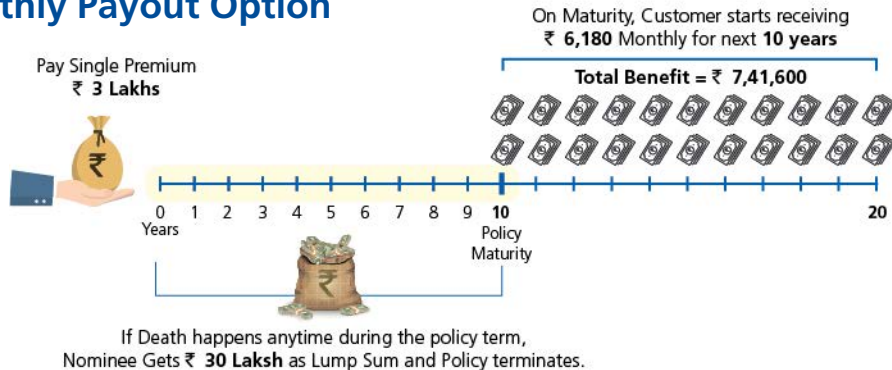 thly Payout Option
On Maturity, Customer starts receiving
₹ 6,180 Monthly for next 10 years
Pay Single Premium
₹ 3 Lakhs
Total Benefit = ₹ 7,41,600
₹
0 1 2 3 4 5 6 7 8 9 10 20
Years
Policy
Maturity
₹
If Death happens anytime during the policy term,
Nominee Gets ₹ 30 Laksh as Lump Sum and Policy terminates.